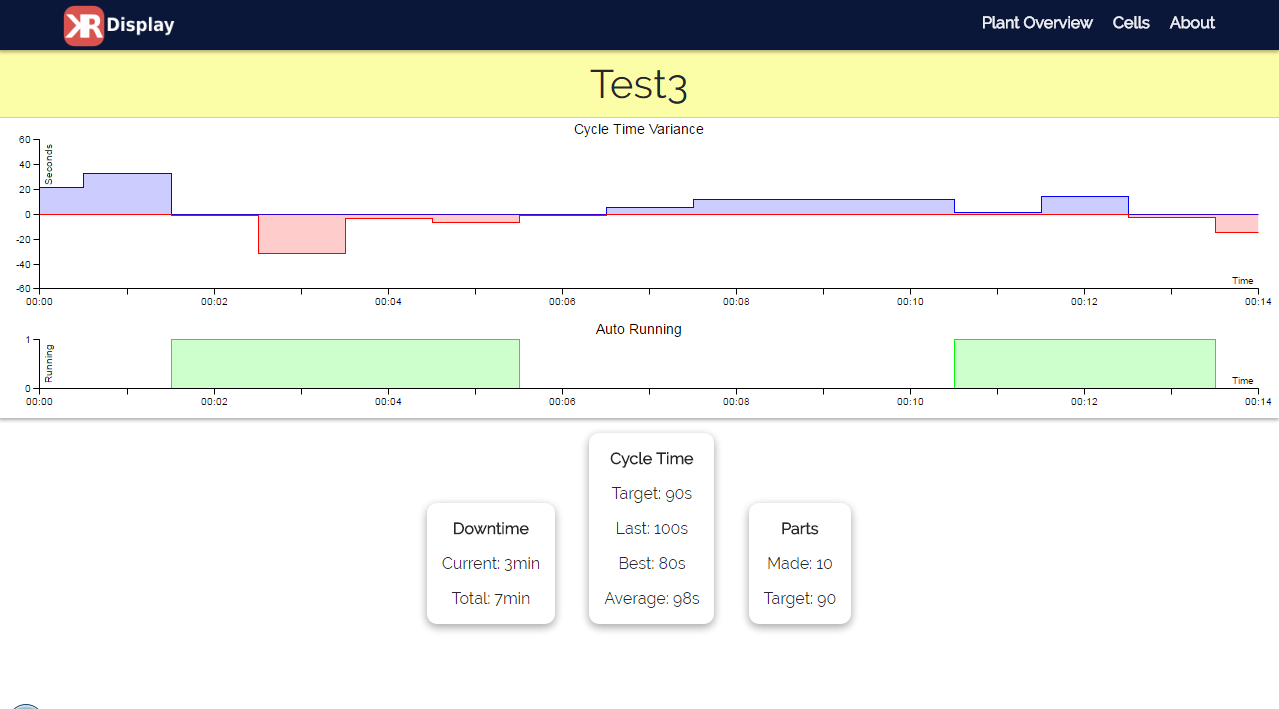 KR Display
Plant Overview Cells About
Test3
Cycle Time Variance
Seconds
60
40
20
0
-20
-40
-60
Time
00:00 00:02 00:04 00:06 00:08 00:10 00:12 00:14
Auto Running
Running
1
0
Time
00:00 00:02 00:04 00:06 00:08 00:10 00:12 00:14
Downtime
Current: 3min
Total: 7min
Cycle Time
Target: 90s
Last: 100s
Best: 80s
Average: 98s
Parts
Made: 10
Target: 90